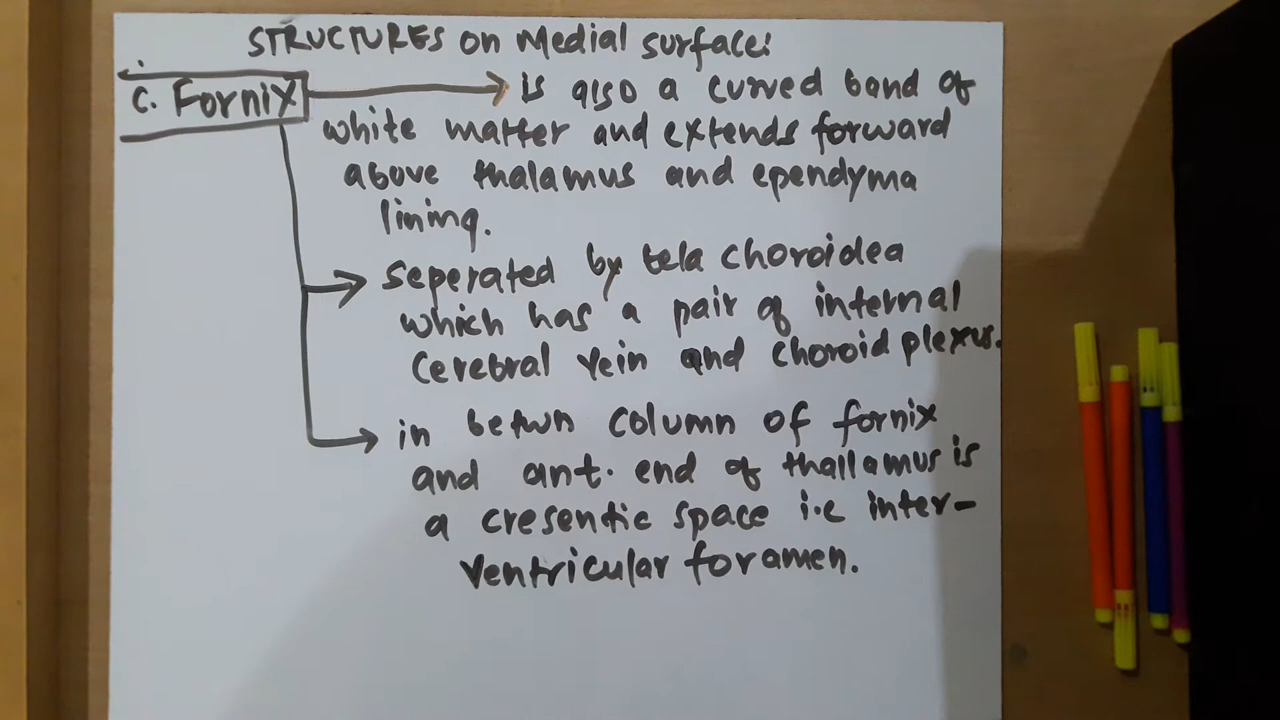 STRUCTURES on Medial surface:
c. Fornix
is also a curved band of
white matter and extends forward
above thalamus and ependyma
lining.
seperated by tela choroidea
which has a pair of internal
cerebral vein and choroid plexus.
in betwn column of fornix
and ant. end of thallamus is
a cresentic space i.e inter-
ventricular foramen.